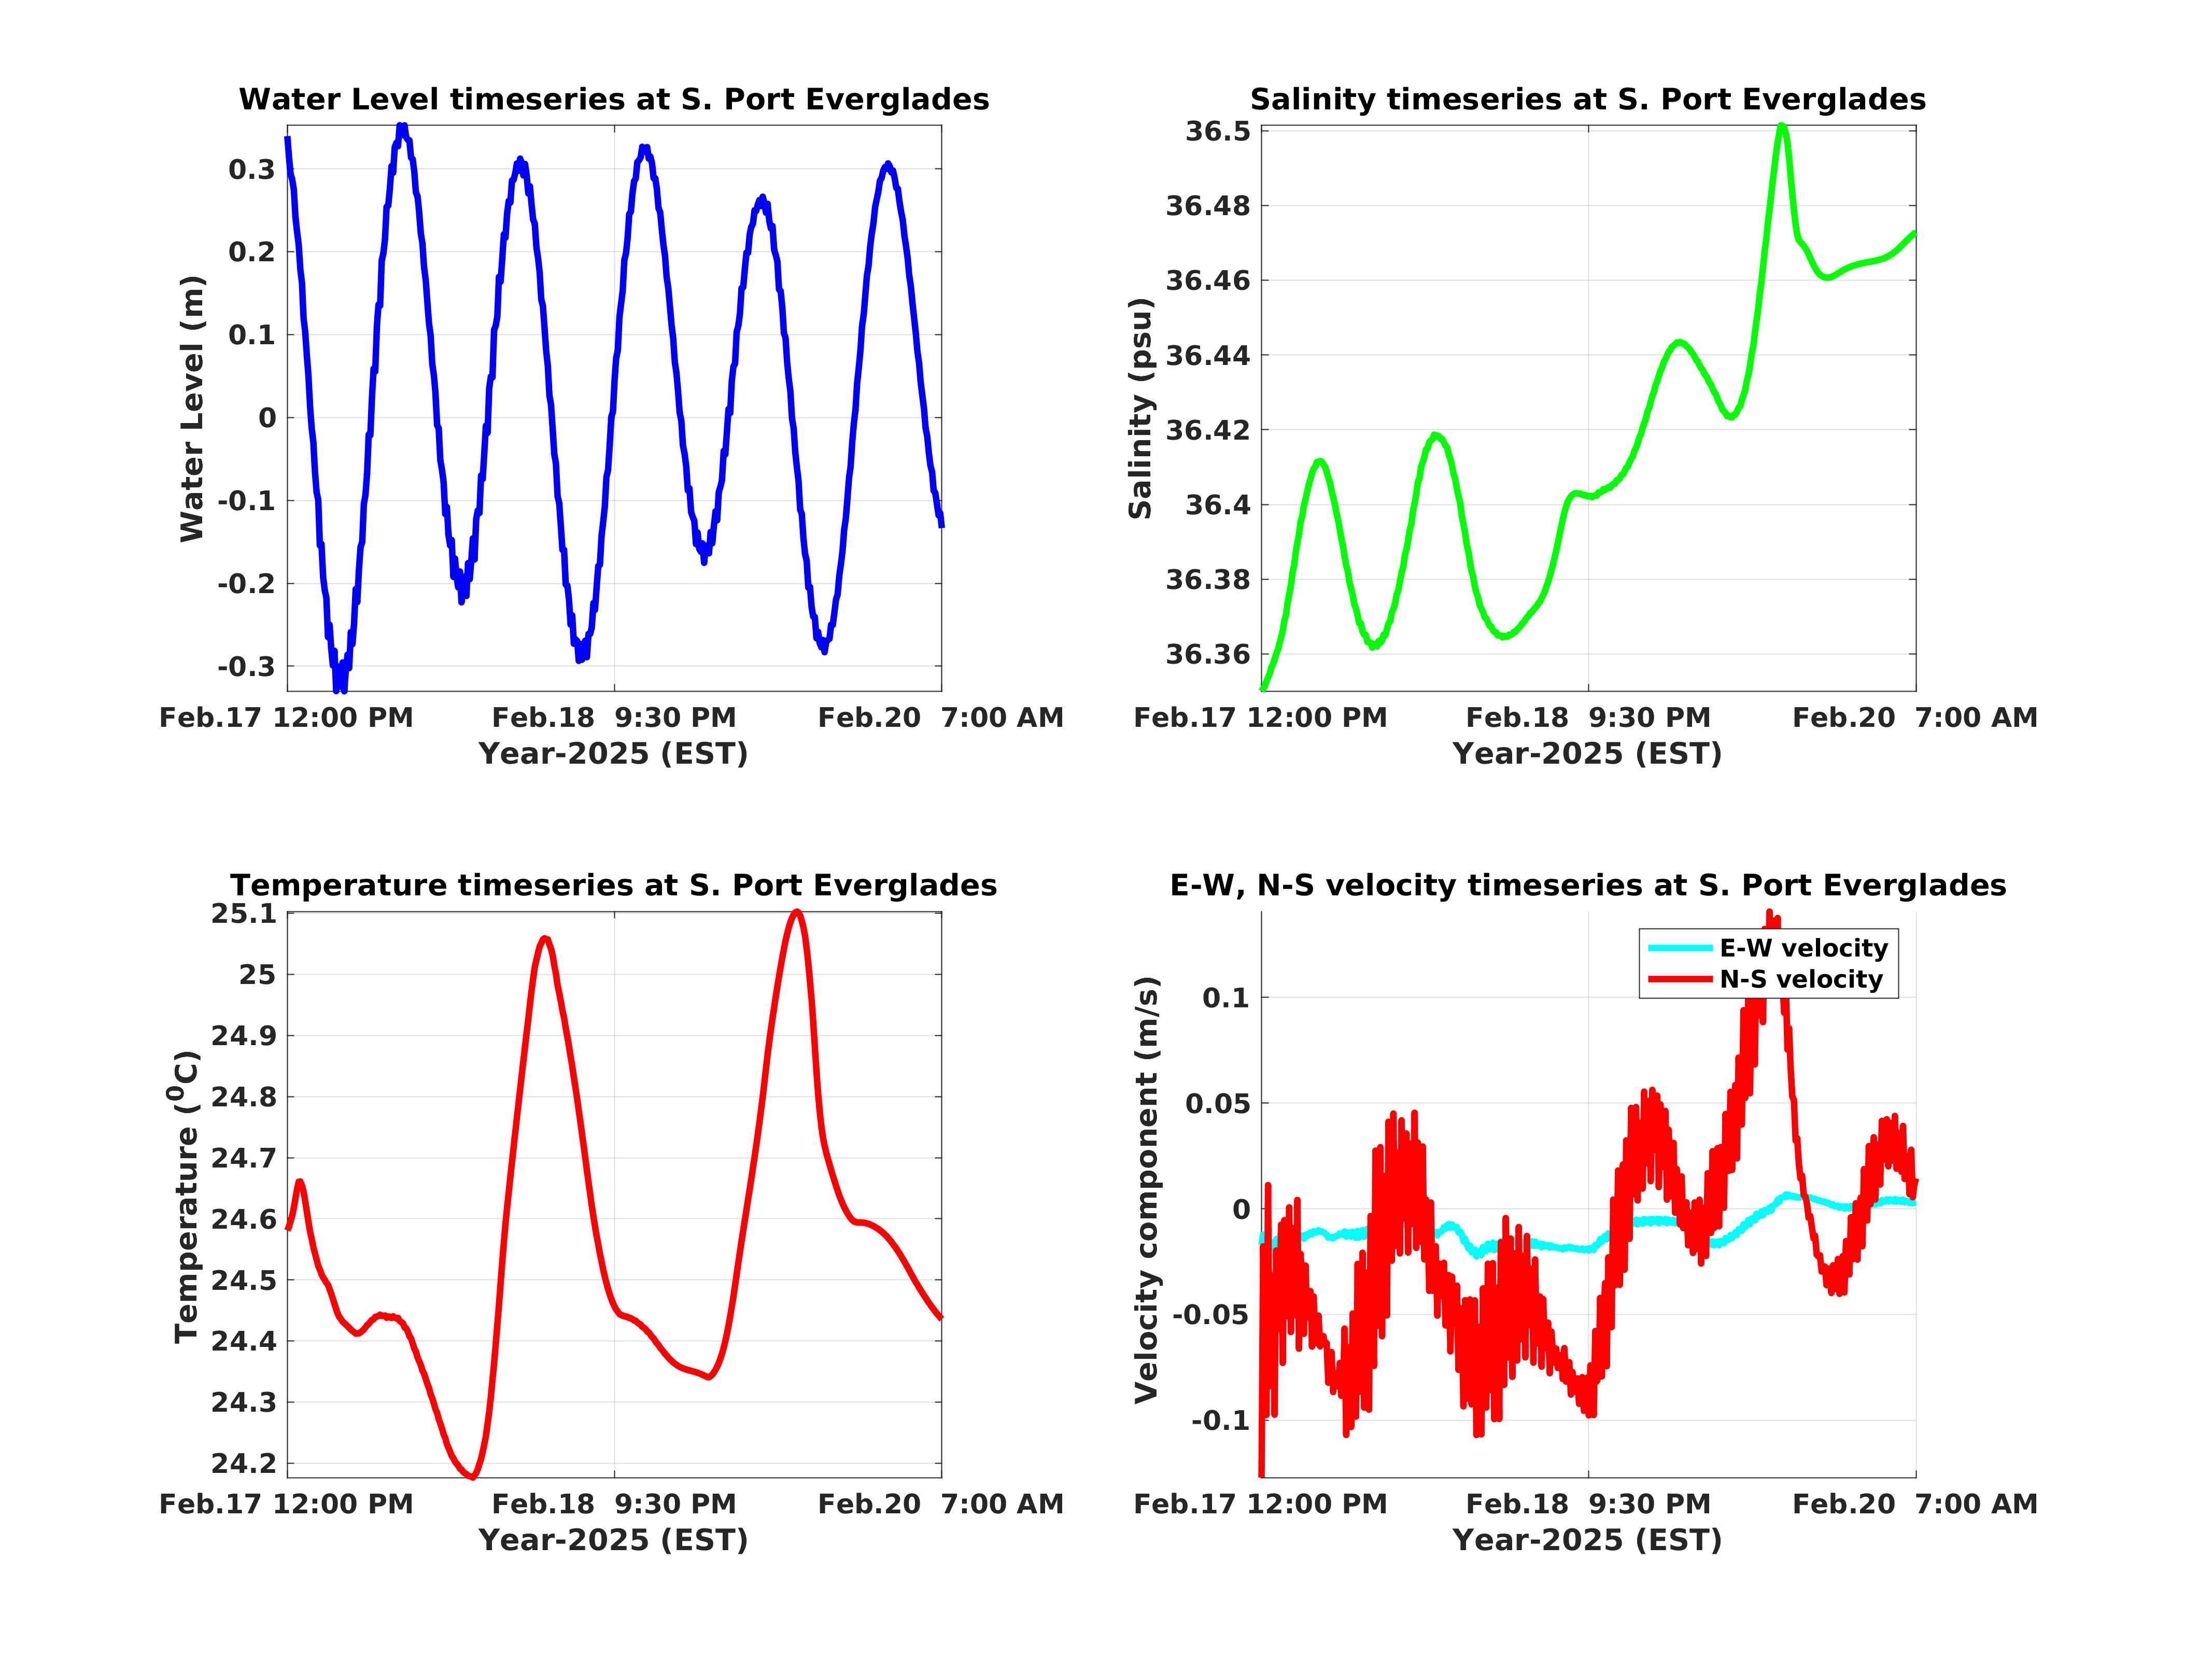 Water Level timeseries at S. Port Everglades
Water Level (m)
0.3
0.2
0.1
0
-0.1
-0.2
-0.3
Feb.17 12:00 PM
Feb.18  9:30 PM
Feb.20  7:00 AM
Year-2025 (EST)
Salinity timeseries at S. Port Everglades
Salinity (psu)
36.5
36.48
36.46
36.44
36.42
36.4
36.38
36.36
Feb.17 12:00 PM
Feb.18  9:30 PM
Feb.20  7:00 AM
Year-2025 (EST)
Temperature timeseries at S. Port Everglades
Temperature (⁰C)
25.1
25
24.9
24.8
24.7
24.6
24.5
24.4
24.3
24.2
Feb.17 12:00 PM
Feb.18  9:30 PM
Feb.20  7:00 AM
Year-2025 (EST)
E-W, N-S velocity timeseries at S. Port Everglades
Velocity component (m/s)
E-W velocity
N-S velocity
0.1
0.05
0
-0.05
-0.1
Feb.17 12:00 PM
Feb.18  9:30 PM
Feb.20  7:00 AM
Year-2025 (EST)